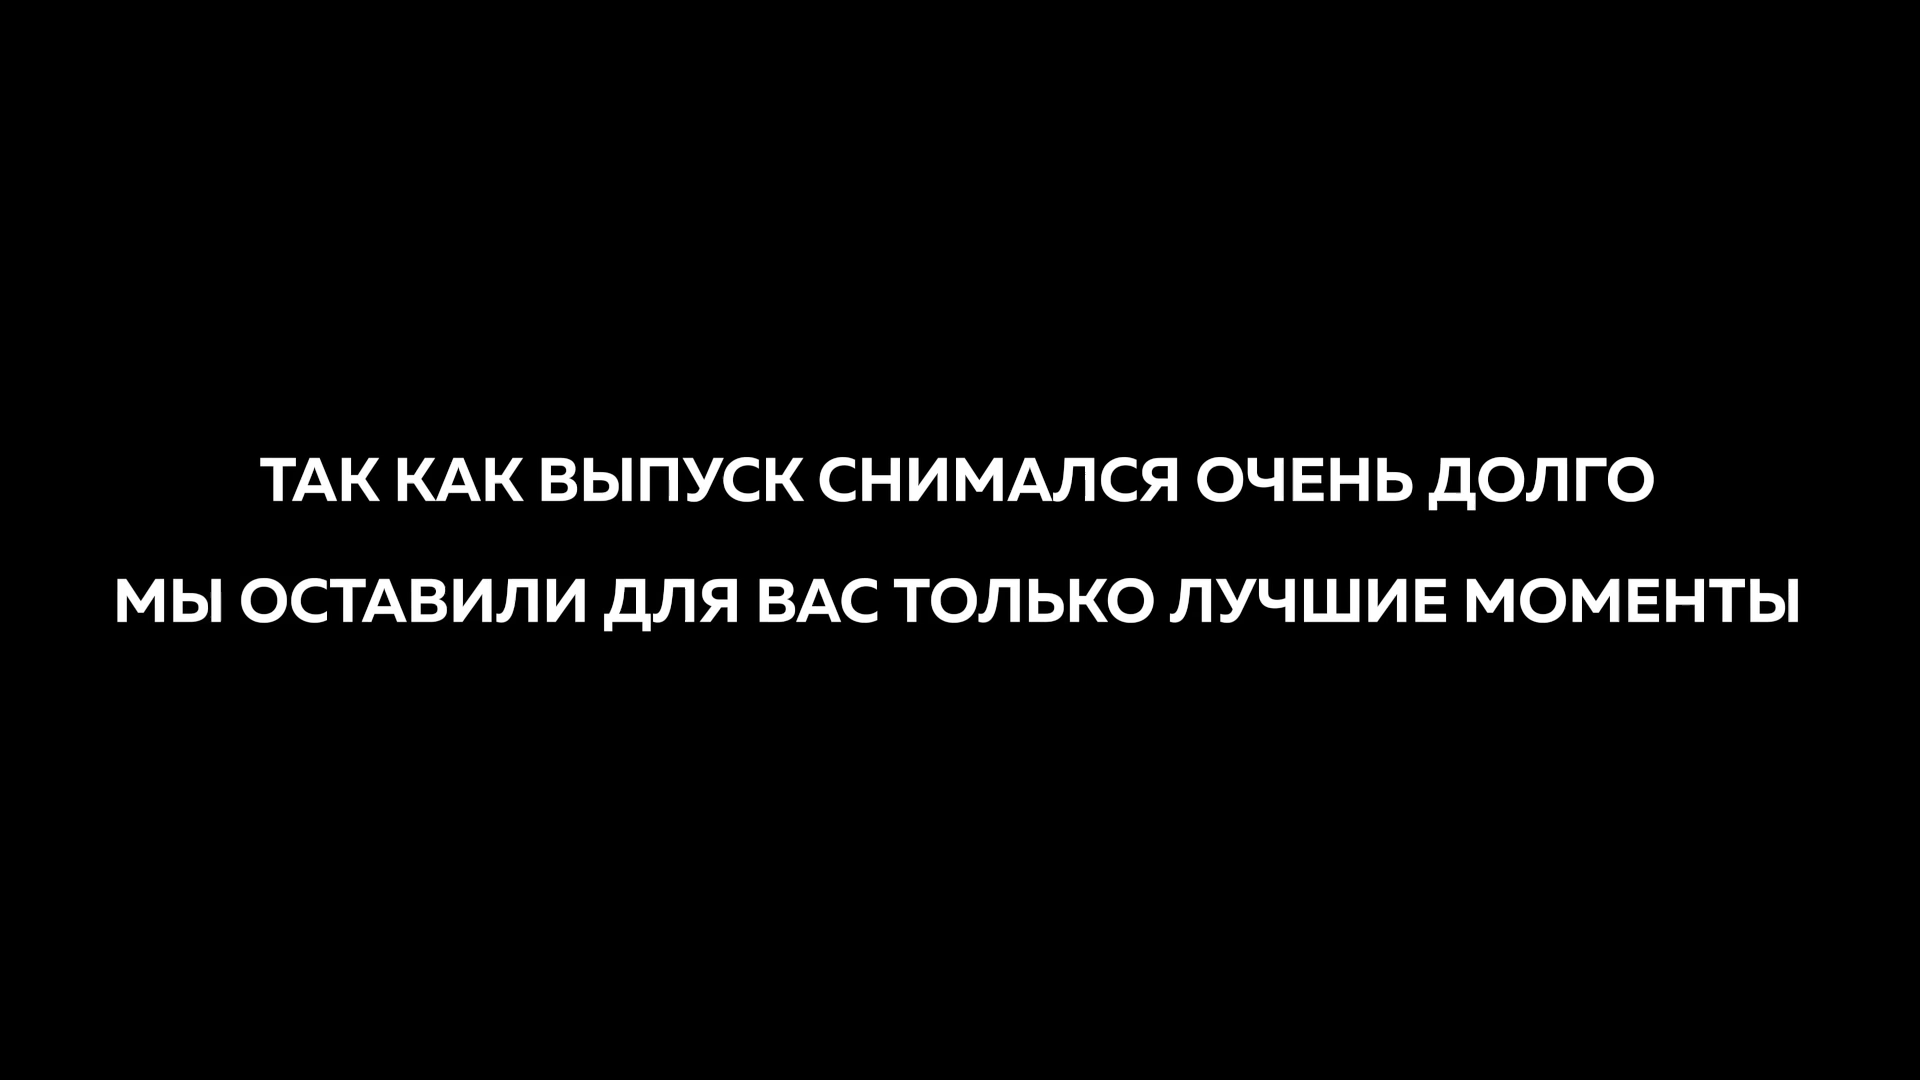 ТАК КАК ВЫПУСК СНИМАЛСЯ ОЧЕНЬ ДОЛГО
МЫ ОСТАВИЛИ ДЛЯ ВАС ТОЛЬКО ЛУЧШИЕ МОМЕНТЫ